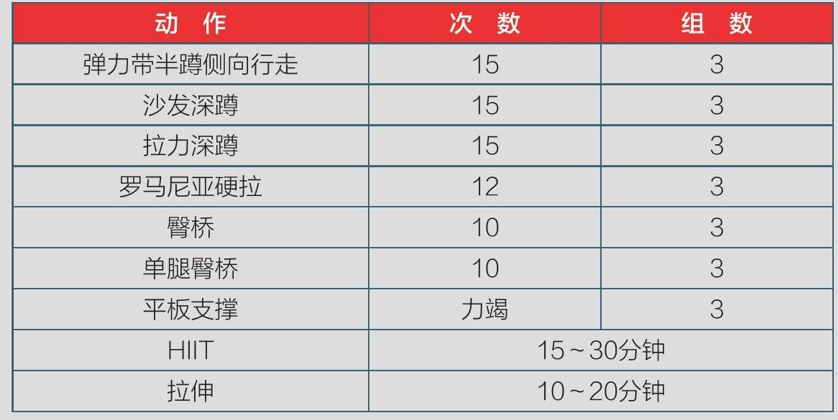 动 作 次 数 组 数
弹力带半蹲侧向行走 15 3
沙发深蹲 15 3
拉力深蹲 15 3
罗马尼亚硬拉 12 3
臀桥 10 3
单腿臀桥 10 3
平板支撑 力竭 3
HIIT 15～30分钟
拉伸 10～20分钟